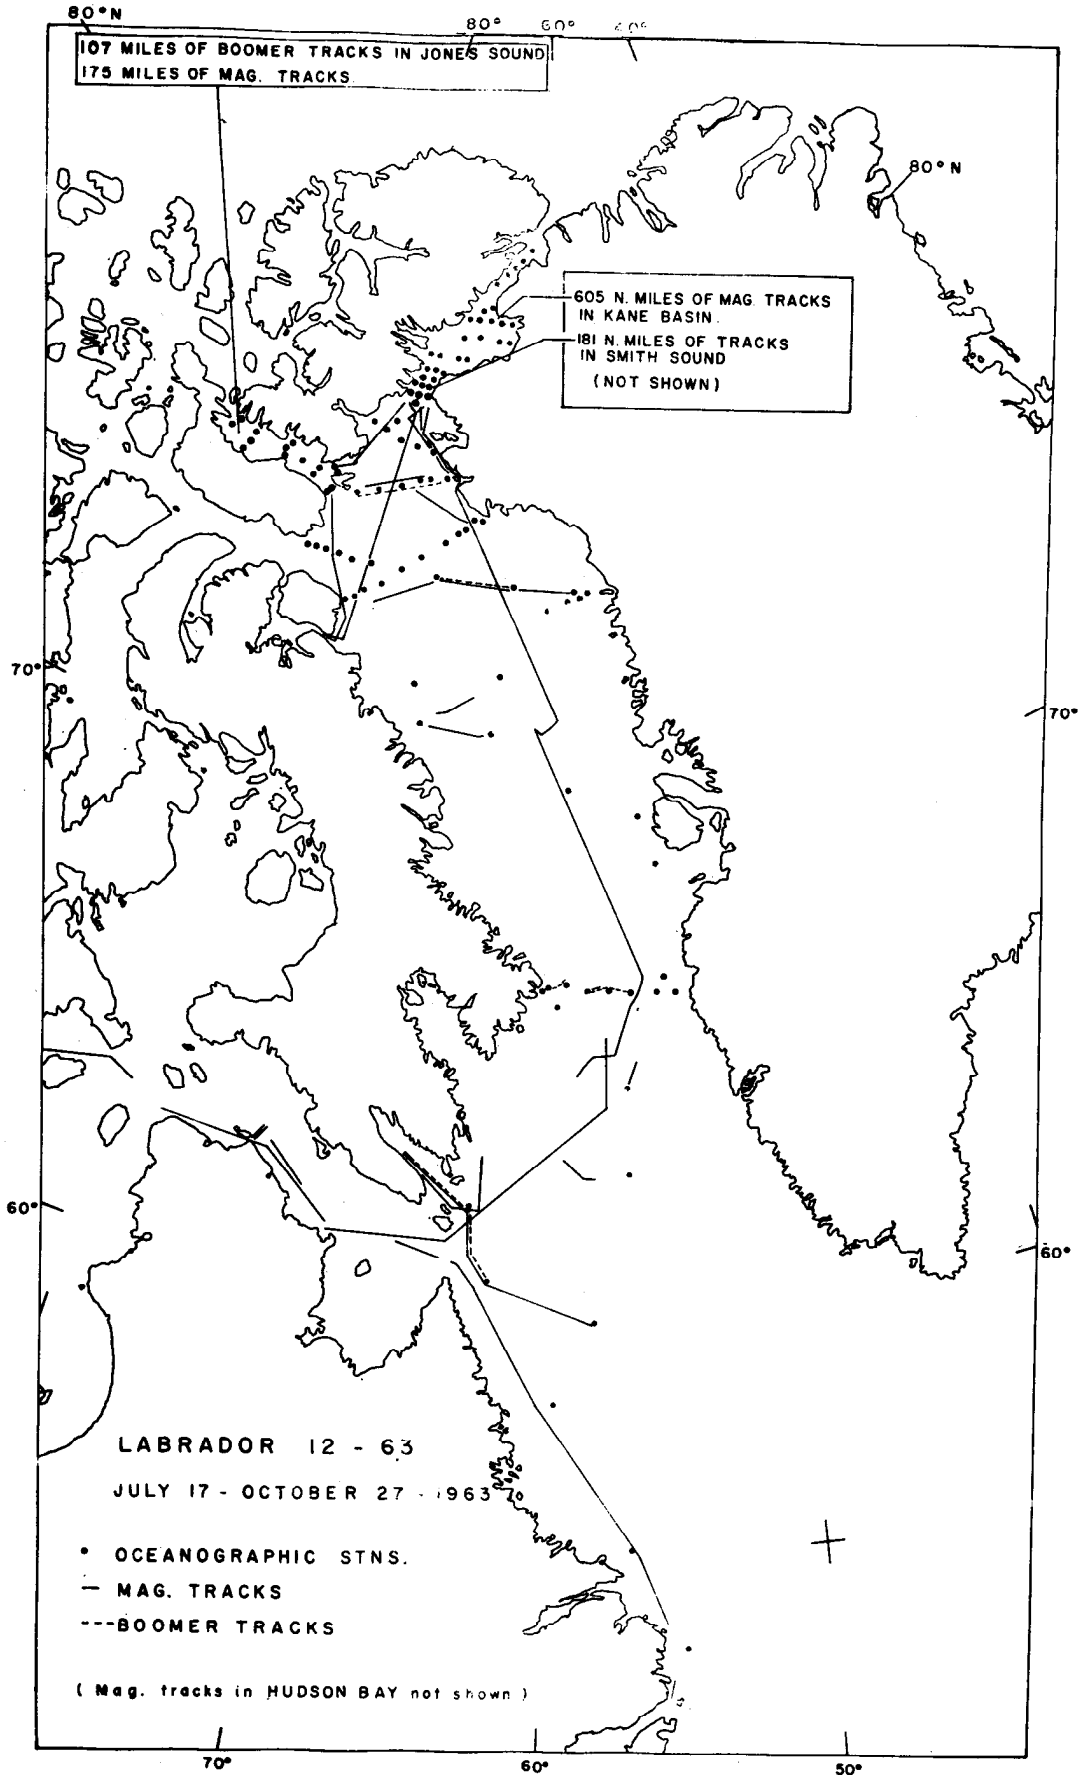 80°N
80° 60° 40°
107 MILES OF BOOMER TRACKS IN JONES SOUND
175 MILES OF MAG. TRACKS
80°N
605 N. MILES OF MAG. TRACKS
IN KANE BASIN.
181 N. MILES OF TRACKS
IN SMITH SOUND
(NOT SHOWN)
70°
70°
60°
60°
LABRADOR 12 - 63
JULY 17 - OCTOBER 27 - 1963
• OCEANOGRAPHIC STNS.
— MAG. TRACKS
---BOOMER TRACKS
( Mag. tracks in HUDSON BAY not shown )
70° 60° 50°